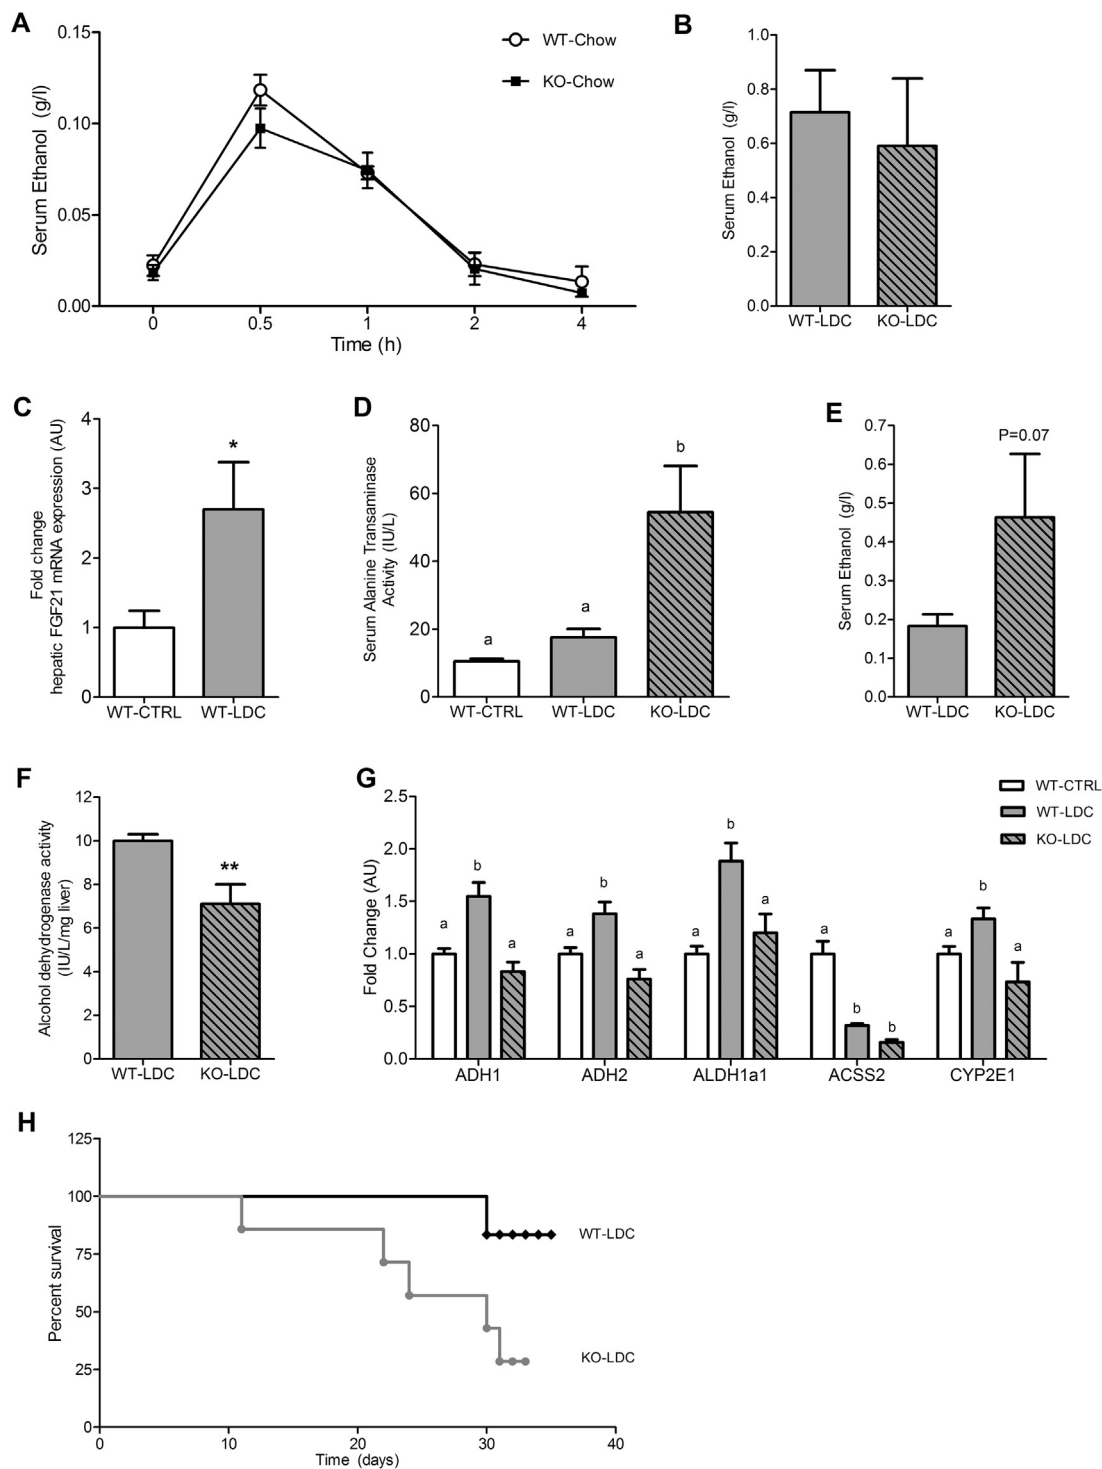 A
Serum Ethanol (g/l)
0.15
0.10
0.05
0.00
WT-Chow
KO-Chow
0 0.5 1 2 4
Time (h)
B
Serum Ethanol (g/l)
1.0
0.8
0.6
0.4
0.2
0.0
WT-LDC KO-LDC
C
Fold change
hepatic FGF21 mRNA expression (AU)
4
3
2
1
0
*
WT-CTRL WT-LDC
D
Serum Alanine Transaminase
Activity (IU/L)
80
60
40
20
0
a a b
WT-CTRL WT-LDC KO-LDC
E
Serum Ethanol (g/l)
0.7
0.6
0.5
0.4
0.3
0.2
0.1
0.0
P=0.07
WT-LDC KO-LDC
F
Alcohol dehydrogenase activity
(IU/L/mg liver)
12
10
8
6
4
2
0
**
WT-LDC KO-LDC
G
Fold Change (AU)
2.5
2.0
1.5
1.0
0.5
0.0
WT-CTRL
WT-LDC
KO-LDC
a b a a b a a b a a b b a b a
ADH1 ADH2 ALDH1a1 ACSS2 CYP2E1
H
Percent survival
125
100
75
50
25
0
WT-LDC
KO-LDC
0 10 20 30 40
Time (days)